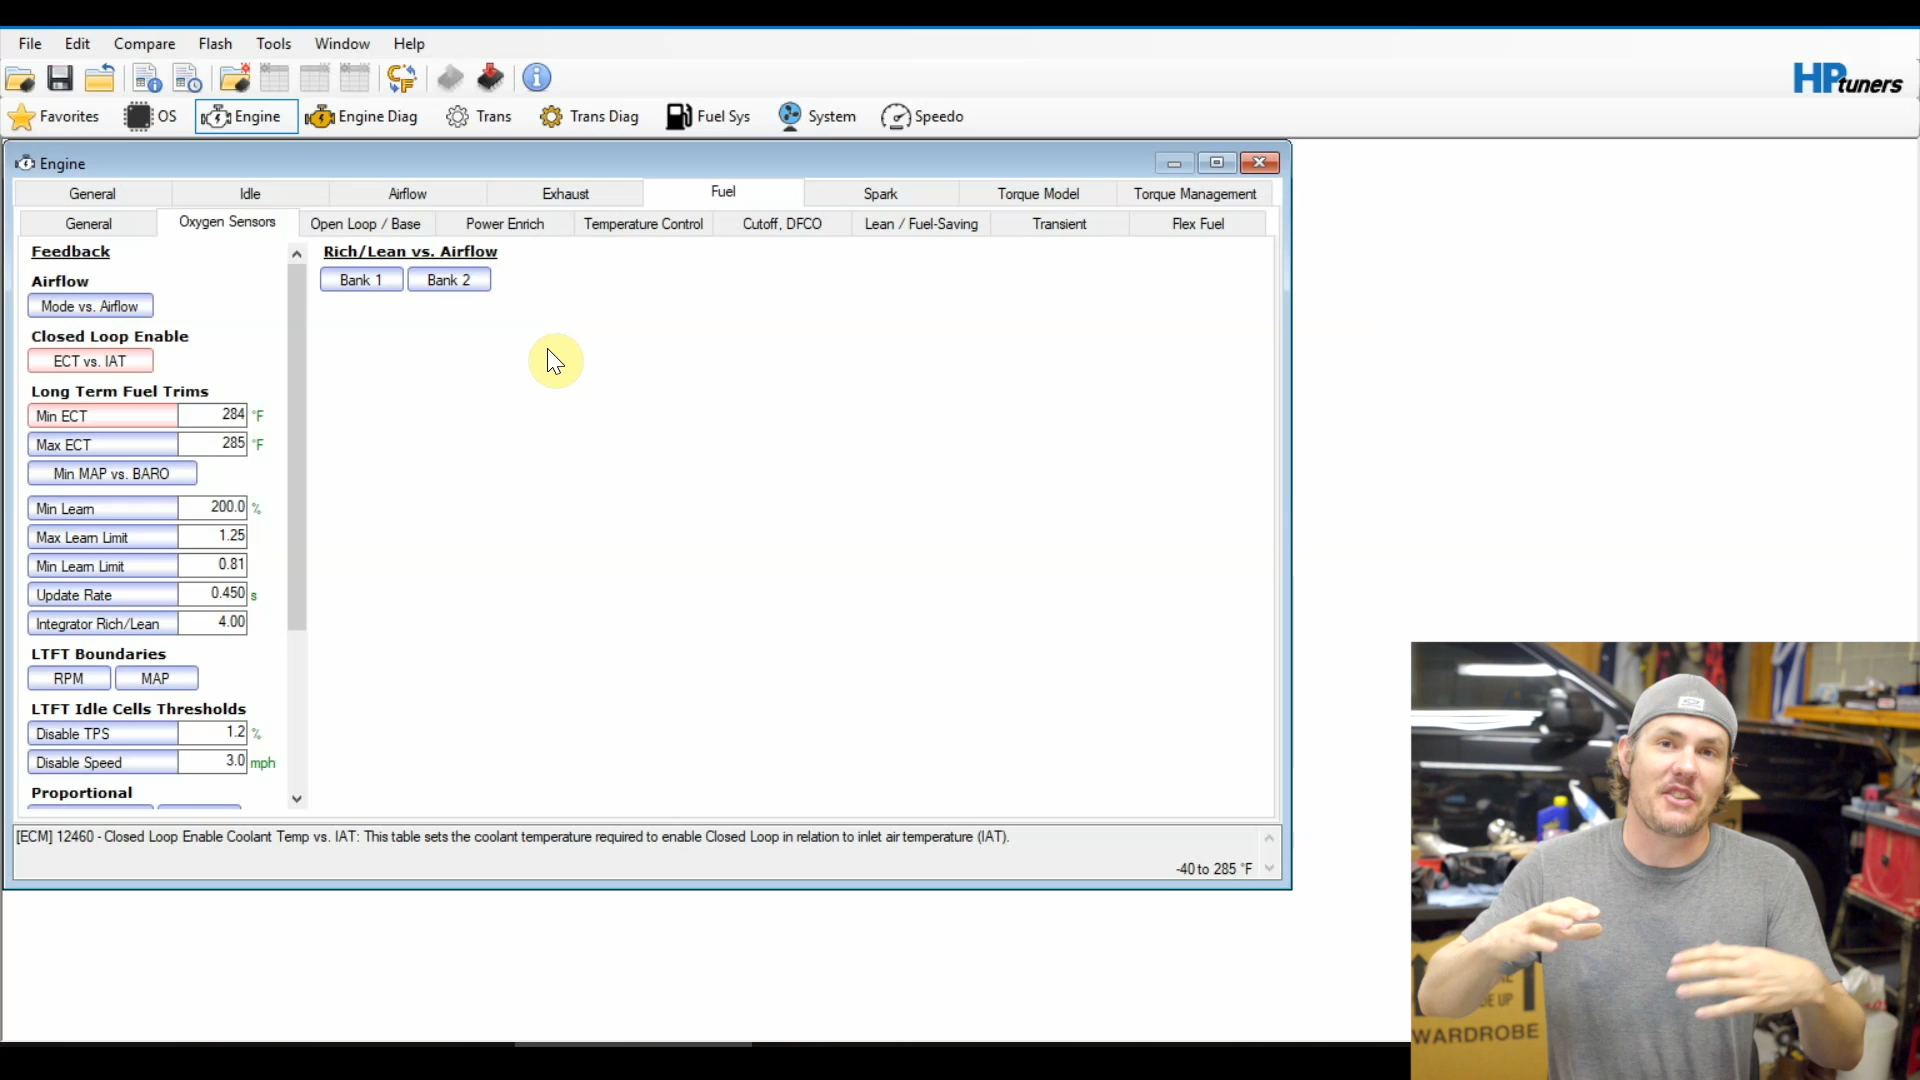 File Edit Compare Flash Tools Window Help
HPtuners
Favorites OS Engine Engine Diag Trans Trans Diag Fuel Sys System Speedo
Engine
General Idle Airflow Exhaust Fuel Spark Torque Model Torque Management
General Oxygen Sensors Open Loop / Base Power Enrich Temperature Control Cutoff, DFCO Lean / Fuel-Saving Transient Flex Fuel
Feedback
Airflow
Mode vs. Airflow
Closed Loop Enable
ECT vs. IAT
Long Term Fuel Trims
Min ECT 284 °F
Max ECT 285 °F
Min MAP vs. BARO
Min Learn 200.0 %
Max Learn Limit 1.25
Min Learn Limit 0.81
Update Rate 0.450 s
Integrator Rich/Lean 4.00
LTFT Boundaries
RPM MAP
LTFT Idle Cells Thresholds
Disable TPS 1.2 %
Disable Speed 3.0 mph
Proportional
Rich/Lean vs. Airflow
Bank 1 Bank 2
[ECM] 12460 - Closed Loop Enable Coolant Temp vs. IAT: This table sets the coolant temperature required to enable Closed Loop in relation to inlet air temperature (IAT).
-40 to 285 °F
WARDROBE